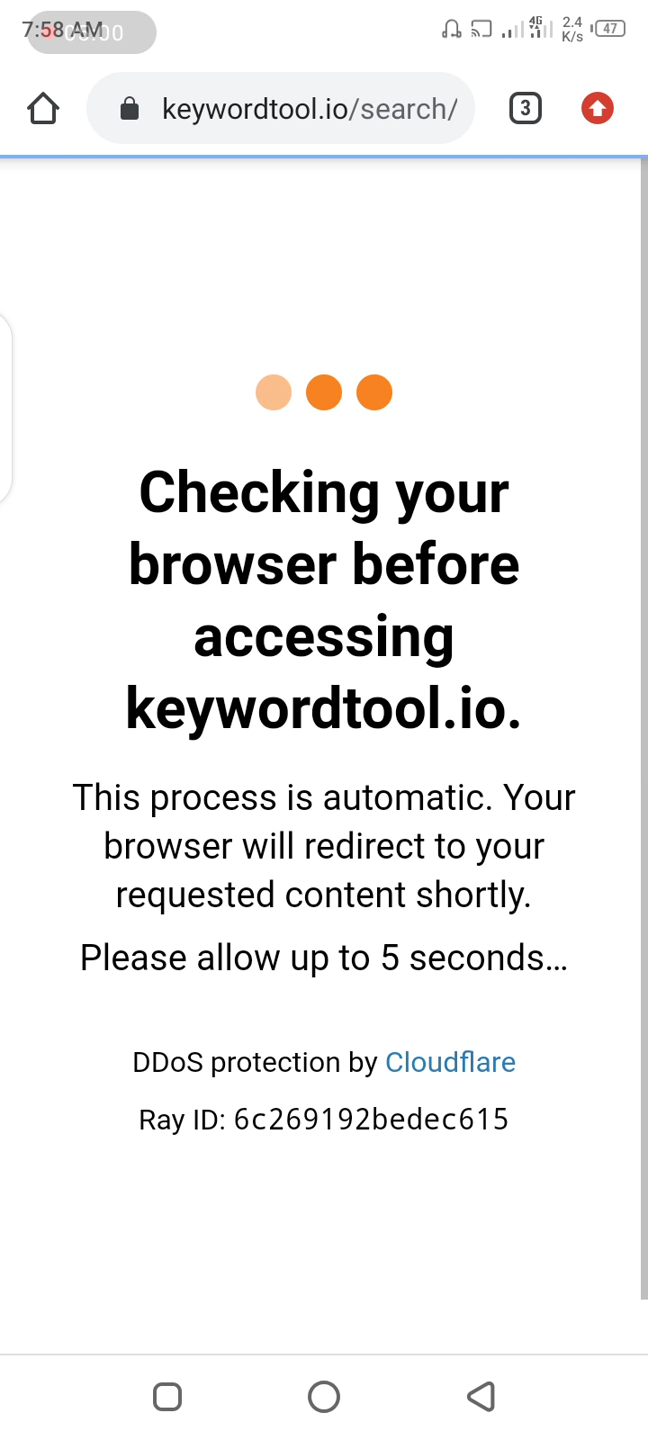 7:58 AM
4G
2.4
K/s
47
keywordtool.io/search/
3
Checking your
browser before
accessing
keywordtool.io.
This process is automatic. Your
browser will redirect to your
requested content shortly.
Please allow up to 5 seconds…
DDoS protection by Cloudflare
Ray ID: 6c269192bedec615